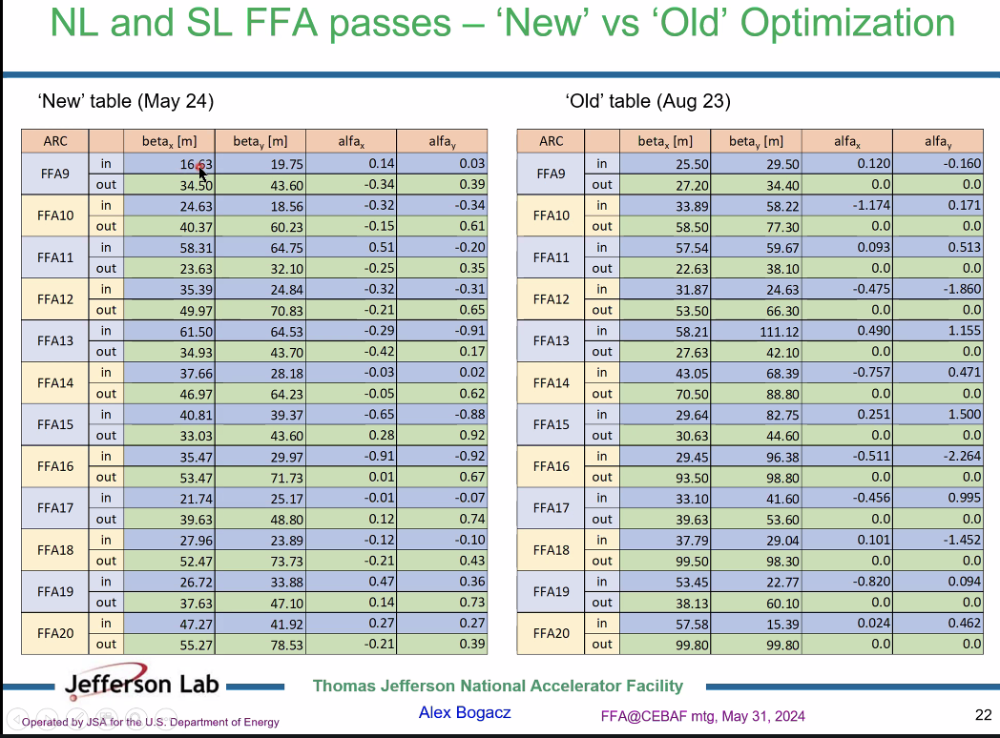 NL and SL FFA passes – ‘New’ vs ‘Old’ Optimization
‘New’ table (May 24)
ARC betax [m] betay [m] alfax alfay
FFA9 in 16.63 19.75 0.14 0.03
out 34.50 43.60 -0.34 0.39
FFA10 in 24.63 18.56 -0.32 -0.34
out 40.37 60.23 -0.15 0.61
FFA11 in 58.31 64.75 0.51 -0.20
out 23.63 32.10 -0.25 0.35
FFA12 in 35.39 24.84 -0.32 -0.31
out 49.97 70.83 -0.21 0.65
FFA13 in 61.50 64.53 -0.29 -0.91
out 34.93 43.70 -0.42 0.17
FFA14 in 37.66 28.18 -0.03 0.02
out 46.97 64.23 -0.05 0.62
FFA15 in 40.81 39.37 -0.65 -0.88
out 33.03 43.60 0.28 0.92
FFA16 in 35.47 29.97 -0.91 -0.92
out 53.47 71.73 0.01 0.67
FFA17 in 21.74 25.17 -0.01 -0.07
out 39.63 48.80 0.12 0.74
FFA18 in 27.96 23.89 -0.12 -0.10
out 52.47 73.73 -0.21 0.43
FFA19 in 26.72 33.88 0.47 0.36
out 37.63 47.10 0.14 0.73
FFA20 in 47.27 41.92 0.27 0.27
out 55.27 78.53 -0.21 0.39
‘Old’ table (Aug 23)
ARC betax [m] betay [m] alfax alfay
FFA9 in 25.50 29.50 0.120 -0.160
out 27.20 34.40 0.0 0.0
FFA10 in 33.89 58.22 -1.174 0.171
out 58.50 77.30 0.0 0.0
FFA11 in 57.54 59.67 0.093 0.513
out 22.63 38.10 0.0 0.0
FFA12 in 31.87 24.63 -0.475 -1.860
out 53.50 66.30 0.0 0.0
FFA13 in 58.21 111.12 0.490 1.155
out 27.63 42.10 0.0 0.0
FFA14 in 43.05 68.39 -0.757 0.471
out 70.50 88.80 0.0 0.0
FFA15 in 29.64 82.75 0.251 1.500
out 30.63 44.60 0.0 0.0
FFA16 in 29.45 96.38 -0.511 -2.264
out 93.50 98.80 0.0 0.0
FFA17 in 33.10 41.60 -0.456 0.995
out 39.63 53.60 0.0 0.0
FFA18 in 37.79 29.04 0.101 -1.452
out 99.50 98.30 0.0 0.0
FFA19 in 53.45 22.77 -0.820 0.094
out 38.13 60.10 0.0 0.0
FFA20 in 57.58 15.39 0.024 0.462
out 99.80 99.80 0.0 0.0
Jefferson Lab
Thomas Jefferson National Accelerator Facility
Operated by JSA for the U.S. Department of Energy
Alex Bogacz
FFA@CEBAF mtg, May 31, 2024
22